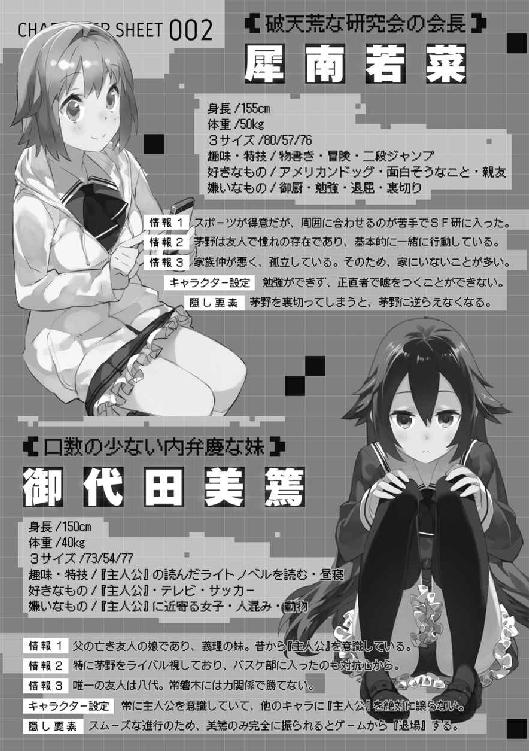 CHARACTER SHEET 002
【破天荒な研究会の会長】
犀南若菜
身長/155cm
体重/50kg
3サイズ/80/57/76
趣味・特技/物書き・冒険・二段ジャンプ
好きなもの/アメリカンドッグ・面白そうなこと・親友
嫌いなもの/御厨・勉強・退屈・裏切り
情報1 スポーツが得意だが、周囲に合わせるのが苦手でSF研に入った。
情報2 茅野は友人で憧れの存在であり、基本的に一緒に行動している。
情報3 家族仲が悪く、孤立している。そのため、家にいないことが多い。
キャラクター設定 勉強ができず、正直者で嘘をつくことができない。
隠し要素 茅野を裏切ってしまうと、茅野に逆らえなくなる。
【口数の少ない内弁慶な妹】
御代田美篶
身長/150cm
体重/40kg
3サイズ/73/54/77
趣味・特技/『主人公』の読んだライトノベルを読む・昼寝
好きなもの/『主人公』・テレビ・サッカー
嫌いなもの/『主人公』に近寄る女子・人混み・動物
情報1 父の亡き友人の娘であり、義理の妹。昔から『主人公』を意識している。
情報2 特に茅野をライバル視しており、バスケ部に入ったのも対抗心から。
情報3 唯一の友人は八代。常磐木には力関係で勝てない。
キャラクター設定 常に主人公を意識していて、他のキャラに『主人公』を絶対に譲らない。
隠し要素 スムーズな進行のため、美篶のみ完全に振られるとゲームから『退場』する。